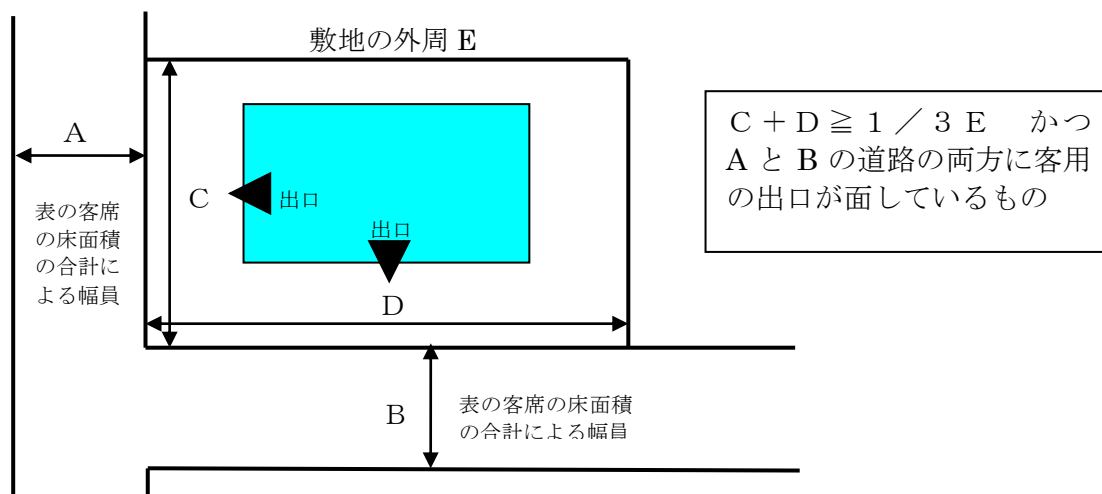 敷地の外周 E
A
表の客席
の床面積
の合計に
よる幅員
C
出口
出口
D
C+D≧1/3E かつ
A と B の道路の両方に客用
の出口が面しているもの
B
表の客席の床面積
の合計による幅員